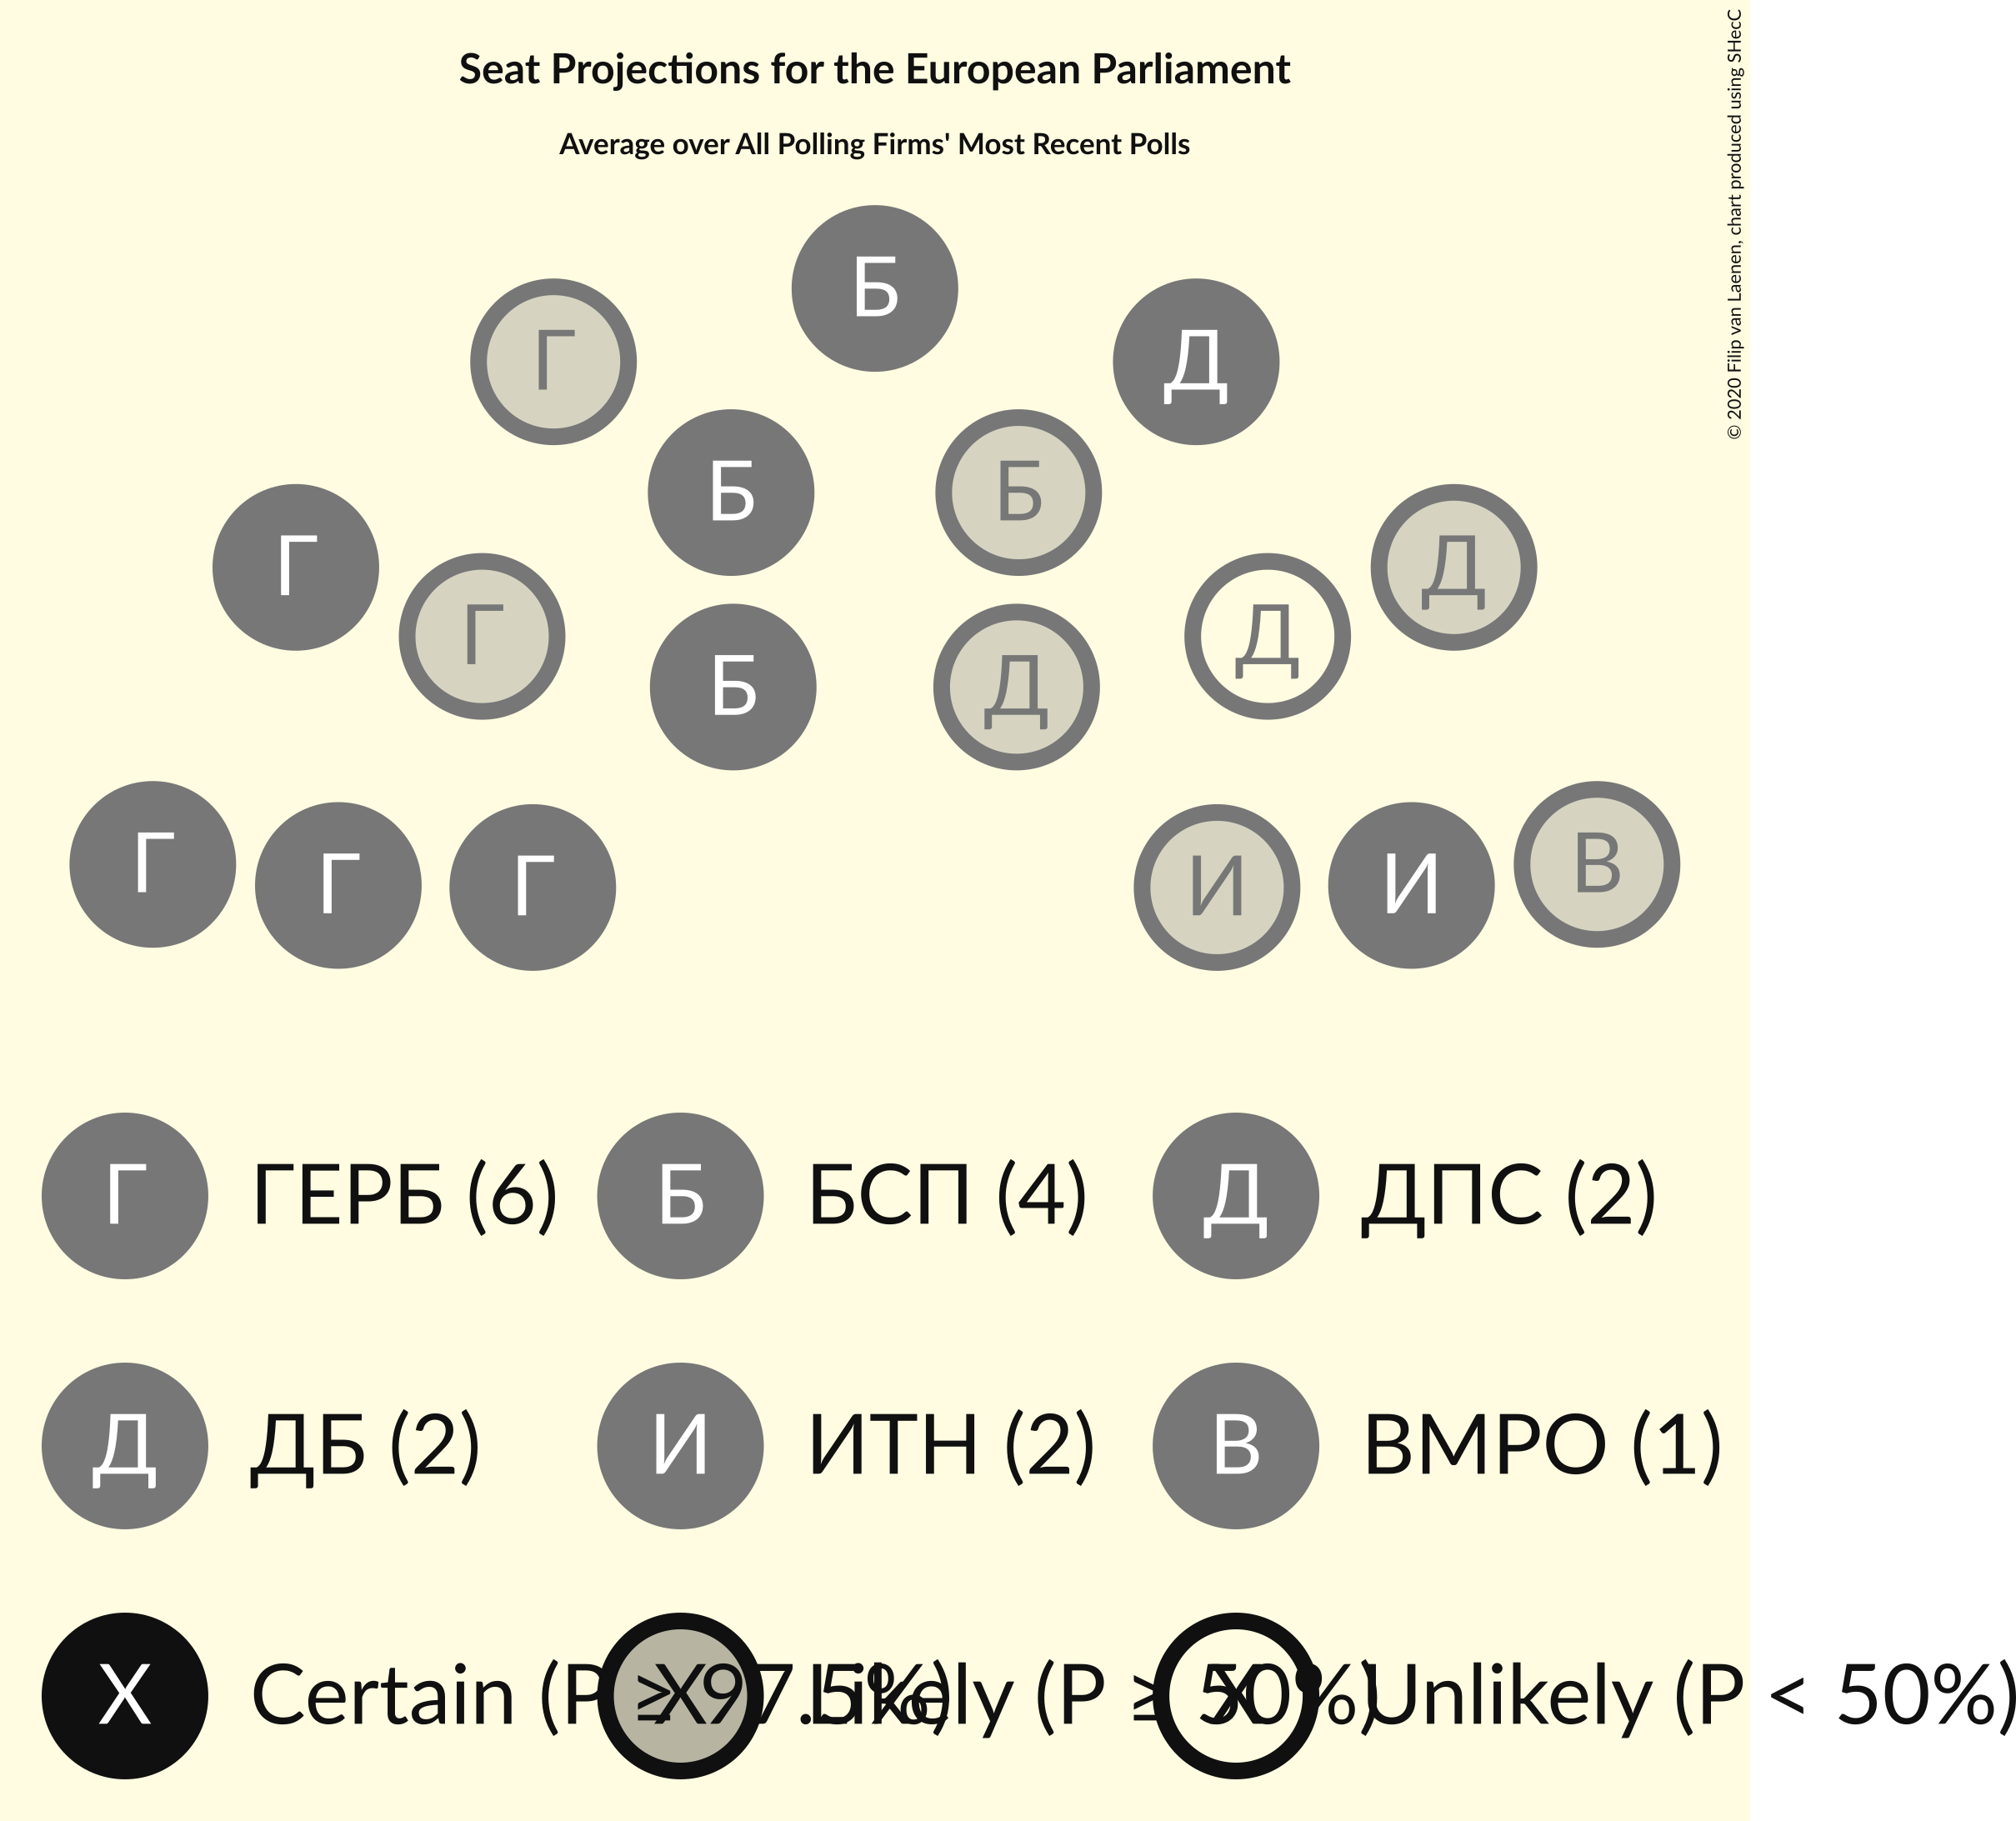 Seat Projections for the European Parliament
Average over All Polling Firms' Most Recent Polls
© 2020 Filip van Laenen, chart produced using SHecC
Б
Г
Д
Б
Б
Г
Д
Г
Д
Б
Д
Г
Г
Г
И
И
В
Г ГЕРБ (6) Б БСП (4) Д ДПС (2)
Д ДБ (2) И ИТН (2) В ВМРО (1)
X Certain (P ≥ 97.5%) X Likely (P ≥ 50%) X Unlikely (P < 50%)